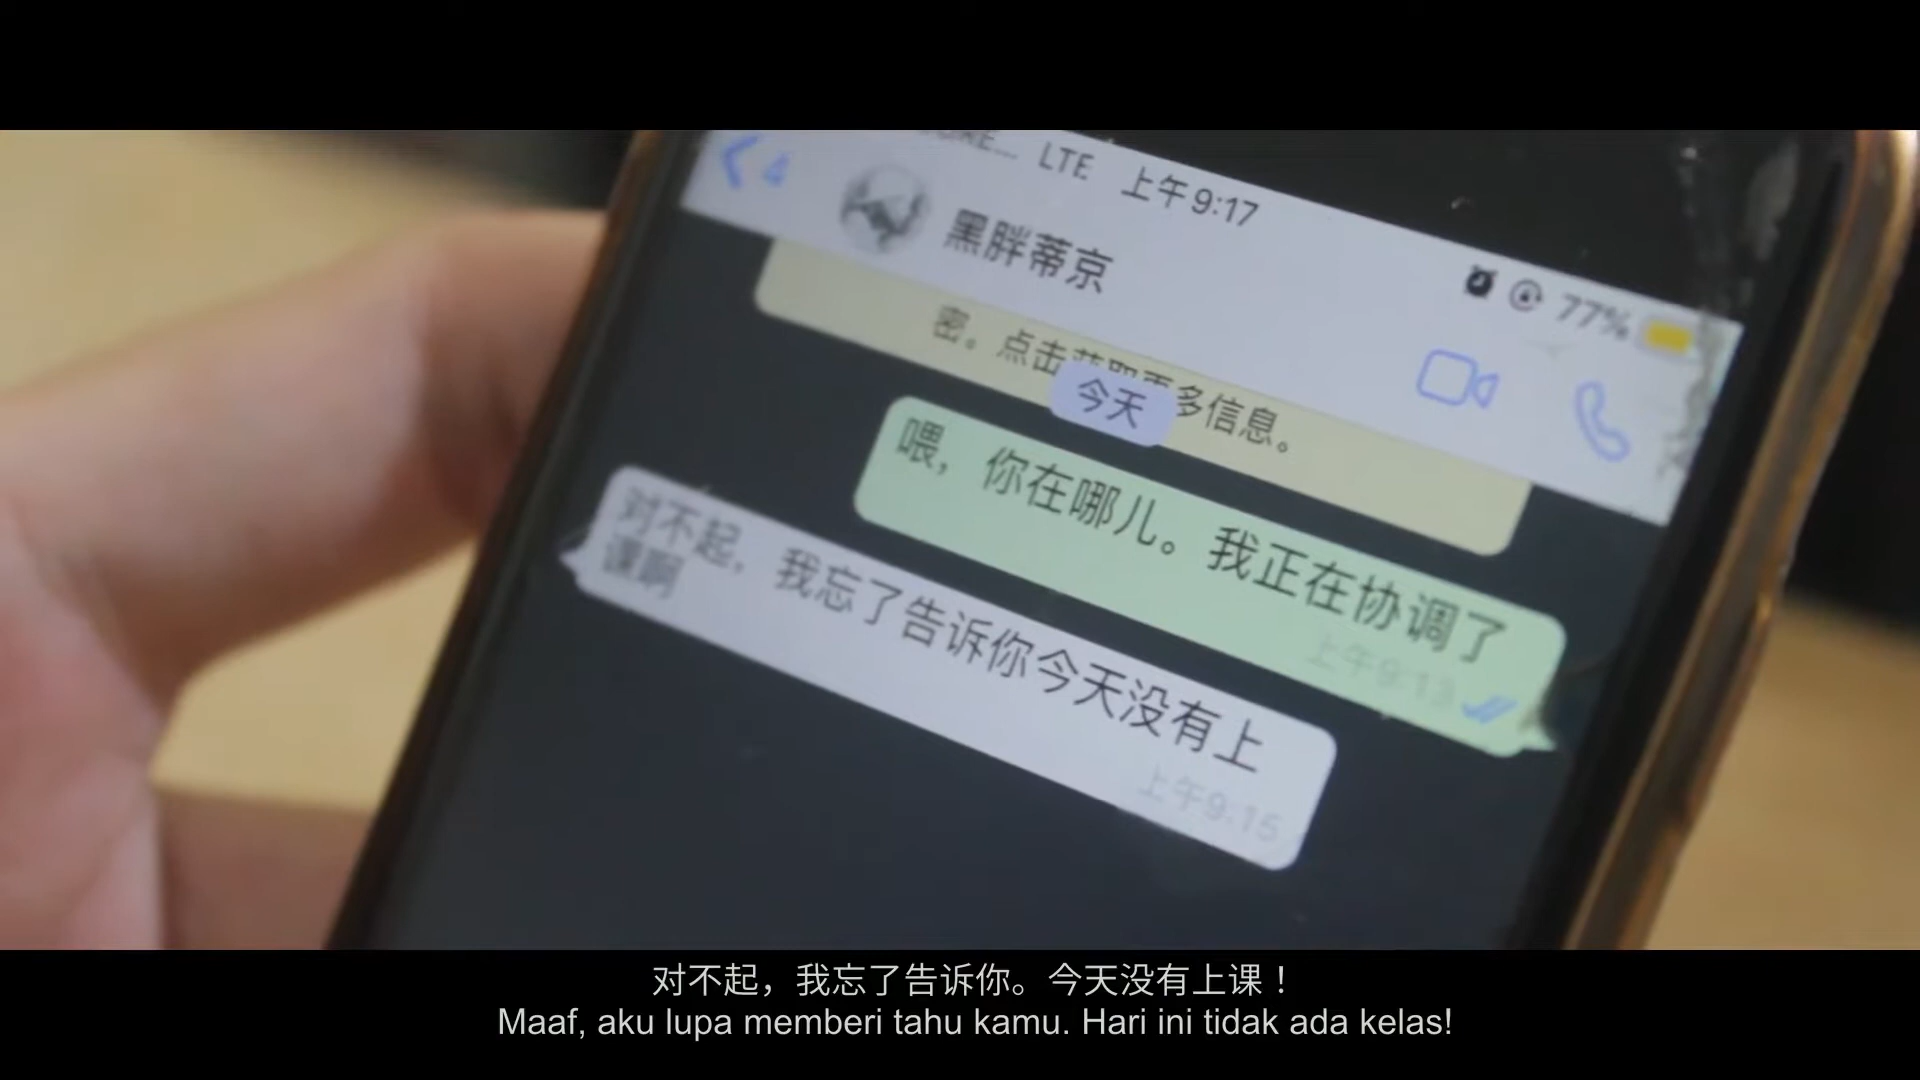 LTE 上午9:17
77%
4
黑胖蒂京
密。点击获取更多信息。
今天
喂，你在哪儿。我正在协调了
上午9:13
对不起，我忘了告诉你今天没有上
课啊
上午9:15
对不起，我忘了告诉你。今天没有上课！
Maaf, aku lupa memberi tahu kamu. Hari ini tidak ada kelas!